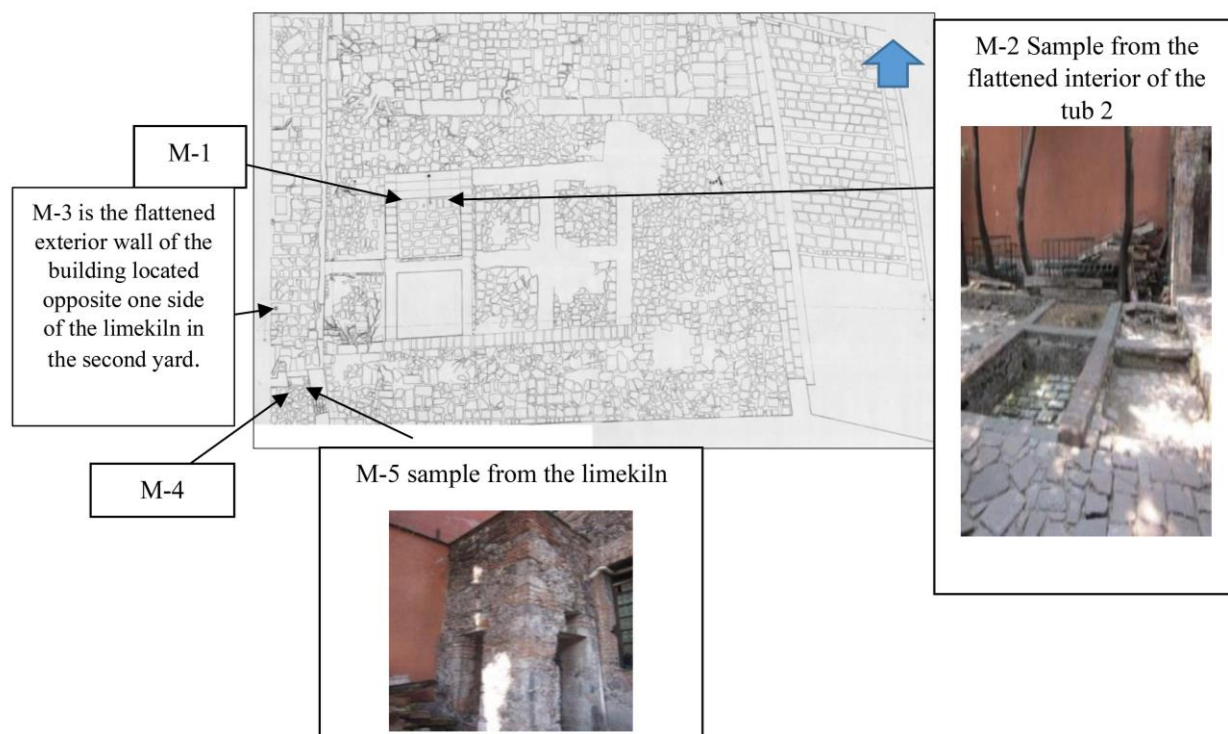 M-2 Sample from the
flattened interior of the
tub 2
M-1
M-3 is the flattened
exterior wall of the
building located
opposite one side
of the limekiln in
the second yard.
M-4
M-5 sample from the limekiln